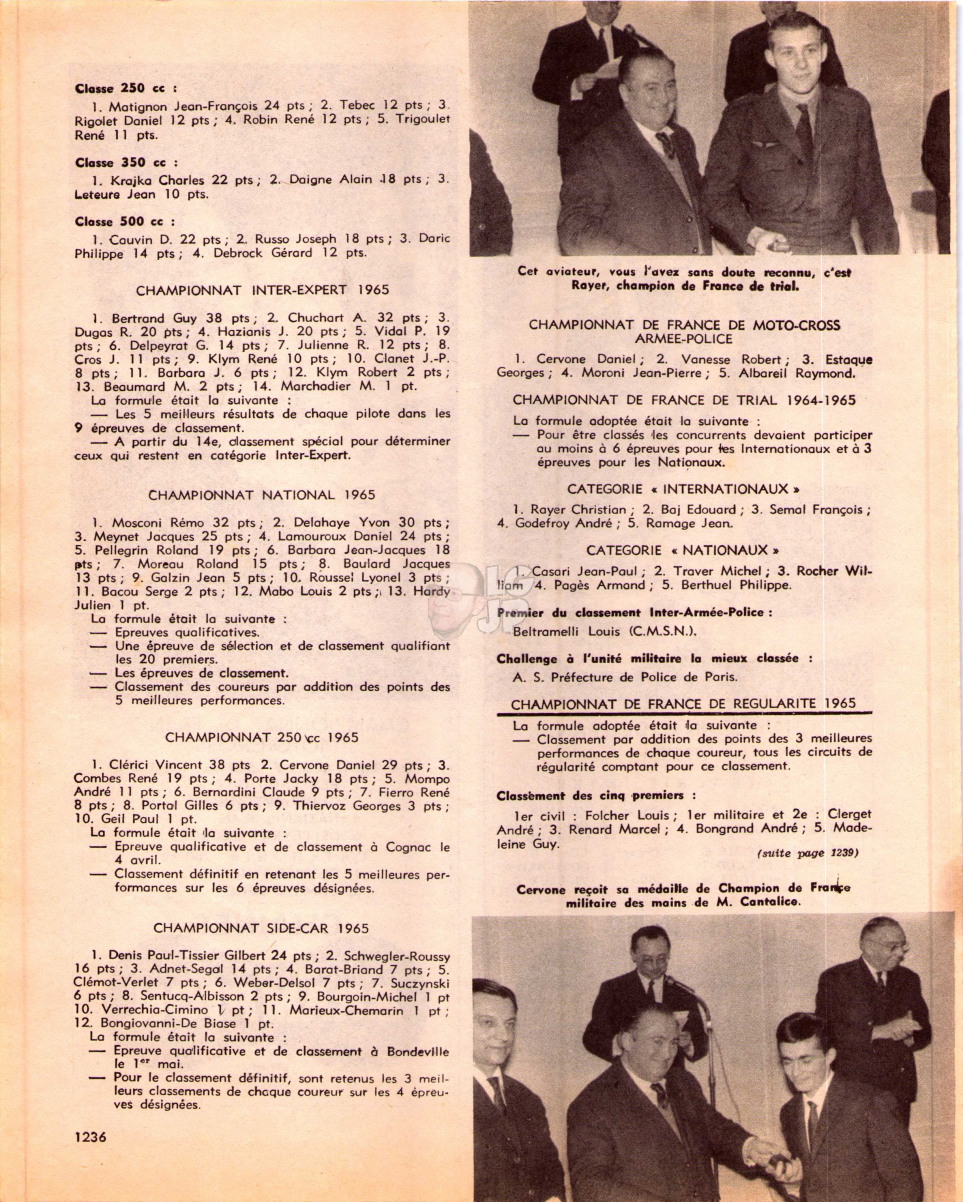 Classe 250 cc :
1. Matignon Jean-François 24 pts ; 2. Tebec 12 pts ; 3.
Rigolet Daniel 12 pts ; 4. Robin René 12 pts ; 5. Trigoulet
René 11 pts.
Classe 350 cc :
1. Krajka Charles 22 pts ; 2. Daigne Alain 18 pts ; 3.
Leteure Jean 10 pts.
Classe 500 cc :
1. Cauvin D. 22 pts ; 2. Russo Joseph 18 pts ; 3. Daric
Philippe 14 pts ; 4. Debrock Gérard 12 pts.
CHAMPIONNAT INTER-EXPERT 1965
1. Bertrand Guy 38 pts ; 2. Chuchart A. 32 pts ; 3.
Dugas R. 20 pts ; 4. Hazianis J. 20 pts ; 5. Vidal P. 19
pts ; 6. Delpeyrat G. 14 pts ; 7. Julienne R. 12 pts ; 8.
Cros J. 11 pts ; 9. Klym René 10 pts ; 10. Clanet J.-P.
8 pts ; 11. Barbara J. 6 pts ; 12. Klym Robert 2 pts ;
13. Beaumard M. 2 pts ; 14. Marchadier M. 1 pt.
La formule était la suivante :
— Les 5 meilleurs résultats de chaque pilote dans les
9 épreuves de classement.
— A partir du 14e, classement spécial pour déterminer
ceux qui restent en catégorie Inter-Expert.
CHAMPIONNAT NATIONAL 1965
1. Mosconi Rémo 32 pts ; 2. Delahaye Yvon 30 pts ;
3. Meynet Jacques 25 pts ; 4. Lamouroux Daniel 24 pts ;
5. Pellegrin Roland 19 pts ; 6. Barbara Jean-Jacques 18
pts ; 7. Moreau Roland 15 pts ; 8. Baulard Jacques
13 pts ; 9. Galzin Jean 5 pts ; 10. Roussel Lyonel 3 pts ;
11. Bacou Serge 2 pts ; 12. Mabo Louis 2 pts ; 13. Hardy
Julien 1 pt.
La formule était la suivante :
— Epreuves qualificatives.
— Une épreuve de sélection et de classement qualifiant
les 20 premiers.
— Les épreuves de classement.
— Classement des coureurs par addition des points des
5 meilleures performances.
CHAMPIONNAT 250 cc 1965
1. Clérici Vincent 38 pts 2. Cervone Daniel 29 pts ; 3.
Combes René 19 pts ; 4. Porte Jacky 18 pts ; 5. Mompo
André 11 pts ; 6. Bernardini Claude 9 pts ; 7. Fierro René
8 pts ; 8. Portal Gilles 6 pts ; 9. Thiervoz Georges 3 pts ;
10. Geil Paul 1 pt.
La formule était la suivante :
— Epreuve qualificative et de classement à Cognac le
4 avril.
— Classement définitif en retenant les 5 meilleures per-
formances sur les 6 épreuves désignées.
CHAMPIONNAT SIDE-CAR 1965
1. Denis Paul-Tissier Gilbert 24 pts ; 2. Schwegler-Roussy
16 pts ; 3. Adnet-Segal 14 pts ; 4. Barat-Briand 7 pts ; 5.
Clémot-Verlet 7 pts ; 6. Weber-Delsol 7 pts ; 7. Suczynski
6 pts ; 8. Sentucq-Albisson 2 pts ; 9. Bourgoin-Michel 1 pt
10. Verrechia-Cimino 1 pt ; 11. Marieux-Chemarin 1 pt ;
12. Bongiovanni-De Biase 1 pt.
La formule était la suivante :
— Epreuve qualificative et de classement à Bondeville
le 1er mai.
— Pour le classement définitif, sont retenus les 3 meil-
leurs classements de chaque coureur sur les 4 épreu-
ves désignées.
1236
Cet aviateur, vous l'avez sans doute reconnu, c'est
Rayer, champion de France de trial.
CHAMPIONNAT DE FRANCE DE MOTO-CROSS
ARMEE-POLICE
1. Cervone Daniel ; 2. Vanesse Robert ; 3. Estaque
Georges ; 4. Moroni Jean-Pierre ; 5. Albareil Raymond.
CHAMPIONNAT DE FRANCE DE TRIAL 1964-1965
La formule adoptée était la suivante :
— Pour être classés les concurrents devaient participer
au moins à 6 épreuves pour les Internationaux et à 3
épreuves pour les Nationaux.
CATEGORIE « INTERNATIONAUX »
1. Rayer Christian ; 2. Baj Edouard ; 3. Semal François ;
4. Godefroy André ; 5. Ramage Jean.
CATEGORIE « NATIONAUX »
1. Casari Jean-Paul ; 2. Traver Michel ; 3. Rocher Wil-
liam 4. Pagès Armand ; 5. Berthuel Philippe.
Premier du classement Inter-Armée-Police :
Beltramelli Louis (C.M.S.N.).
Challenge à l'unité militaire la mieux classée :
A. S. Préfecture de Police de Paris.
CHAMPIONNAT DE FRANCE DE REGULARITE 1965
La formule adoptée était la suivante :
— Classement par addition des points des 3 meilleures
performances de chaque coureur, tous les circuits de
régularité comptant pour ce classement.
Classement des cinq premiers :
1er civil : Folcher Louis ; 1er militaire et 2e : Clerget
André ; 3. Renard Marcel ; 4. Bongrand André ; 5. Made-
leine Guy.
(suite page 1239)
Cervone reçoit sa médaille de Champion de France
militaire des mains de M. Cantalice.